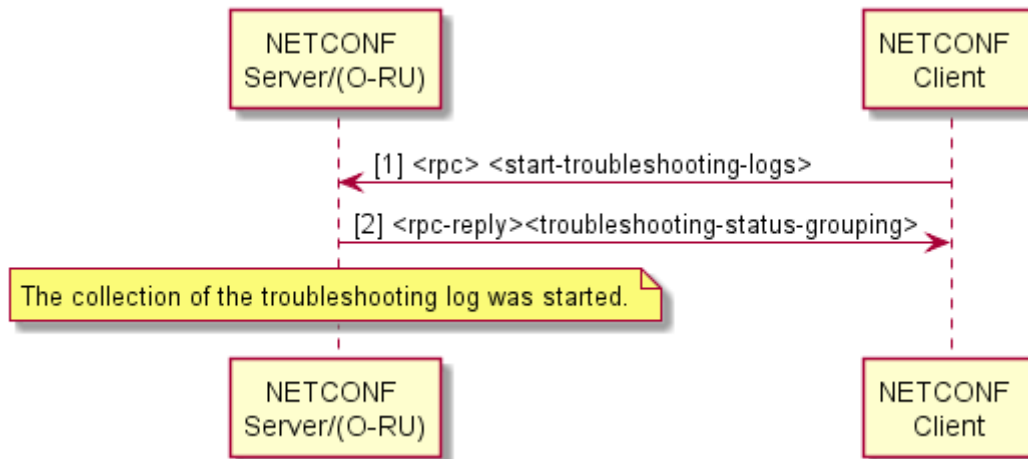 NETCONF
Server/(O-RU)
NETCONF
Client
[1] <rpc> <start-troubleshooting-logs>
[2] <rpc-reply><troubleshooting-status-grouping>
The collection of the troubleshooting log was started.
NETCONF
Server/(O-RU)
NETCONF
Client